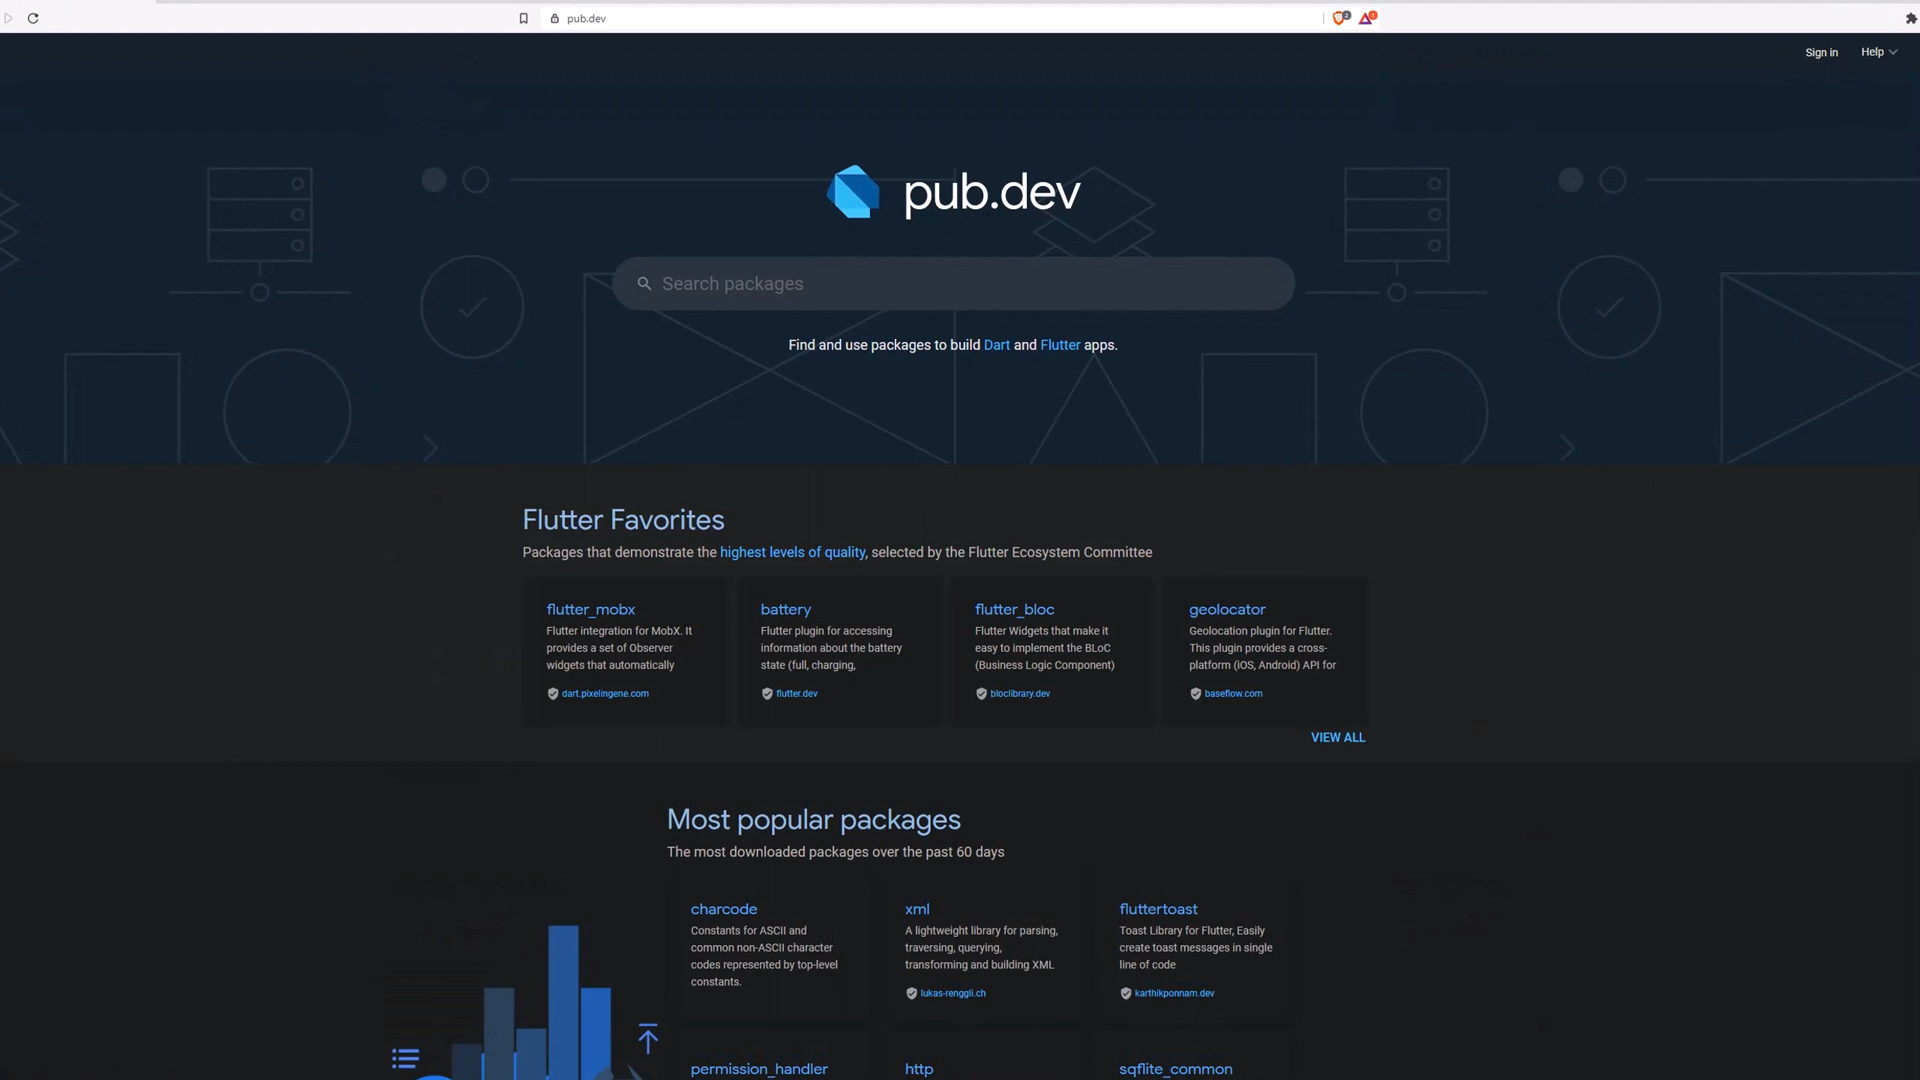 pub.dev
2
1
Sign in
Help
pub.dev
Search packages
Find and use packages to build Dart and Flutter apps.
Flutter Favorites
Packages that demonstrate the highest levels of quality, selected by the Flutter Ecosystem Committee
flutter_mobx
Flutter integration for MobX. It
provides a set of Observer
widgets that automatically
dart.pixelingene.com
battery
Flutter plugin for accessing
information about the battery
state (full, charging,
flutter.dev
flutter_bloc
Flutter Widgets that make it
easy to implement the BLoC
(Business Logic Component)
bloclibrary.dev
geolocator
Geolocation plugin for Flutter.
This plugin provides a cross-
platform (iOS, Android) API for
baseflow.com
VIEW ALL
Most popular packages
The most downloaded packages over the past 60 days
charcode
Constants for ASCII and
common non-ASCII character
codes represented by top-level
constants.
xml
A lightweight library for parsing,
traversing, querying,
transforming and building XML
lukas-renggli.ch
fluttertoast
Toast Library for Flutter, Easily
create toast messages in single
line of code
karthikponnam.dev
permission_handler
http
sqflite_common